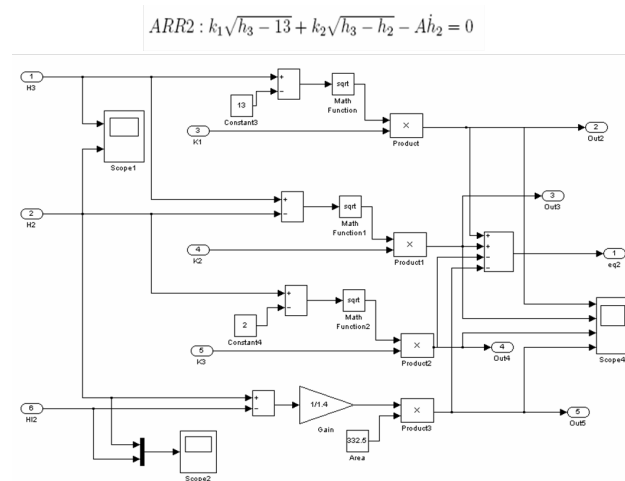 ARR2 : k₁√(h₃ − 13) + k₂√(h₃ − h₂) − Aḣ₂ = 0
1
H3
+
−
sqrt
Math
Function
13
Constant3
3
K1
×
Product
2
Out2
Scope1
2
H2
+
−
sqrt
Math
Function1
4
K2
×
Product1
3
Out3
+
+
−
−
1
eq2
+
−
sqrt
Math
Function2
2
Constant4
5
K3
×
Product2
4
Out4
Scope4
6
HI2
+
−
1/1.4
Gain
332.5
Area
×
Product3
5
Out5
Scope2